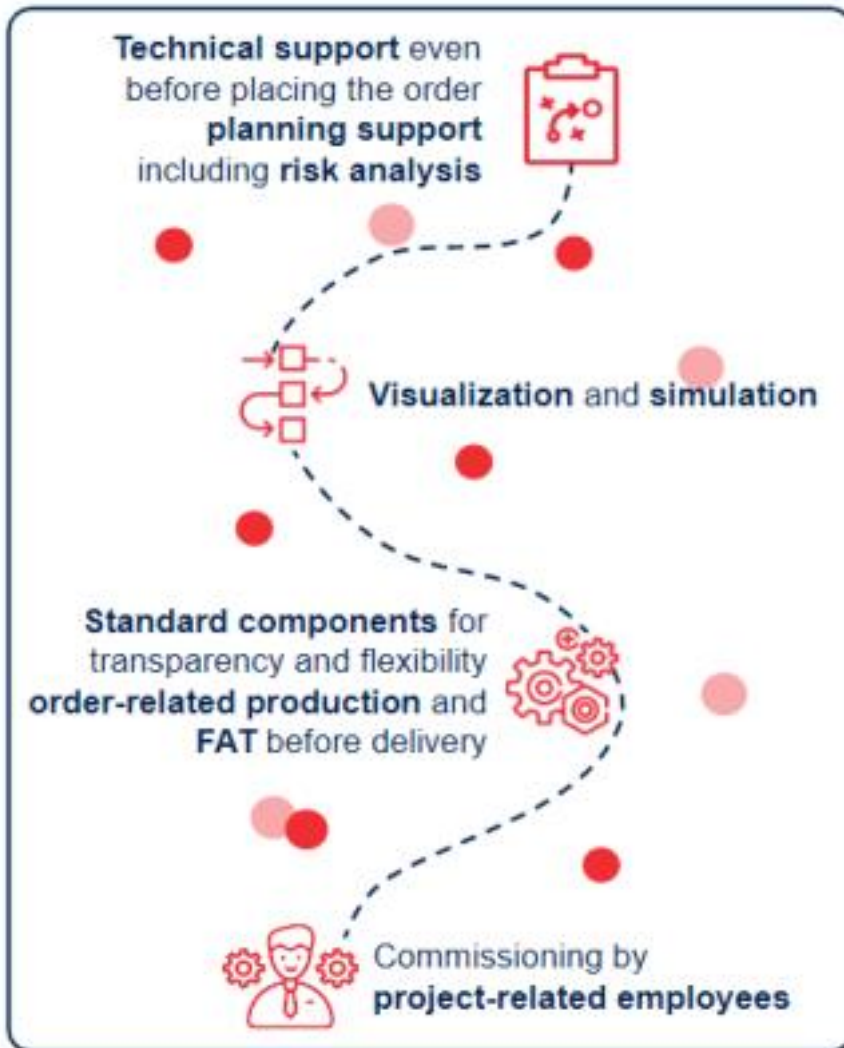 Technical support even
before placing the order
planning support
including risk analysis
Visualization and simulation
Standard components for
transparency and flexibility
order-related production and
FAT before delivery
Commissioning by
project-related employees